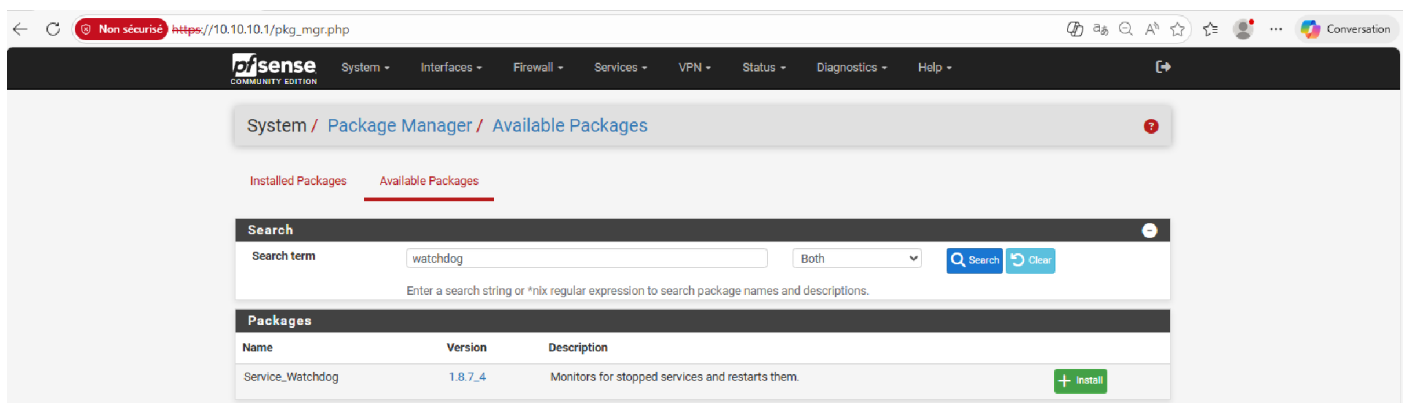 Non sécurisé https://10.10.10.1/pkg_mgr.php Conversation
pfsense System Interfaces Firewall Services VPN Status Diagnostics Help
COMMUNITY EDITION
System / Package Manager / Available Packages ?
Installed Packages Available Packages
Search
Search term watchdog Both Search Clear
Enter a search string or *nix regular expression to search package names and descriptions.
Packages
Name Version Description
Service_Watchdog 1.8.7_4 Monitors for stopped services and restarts them. Install